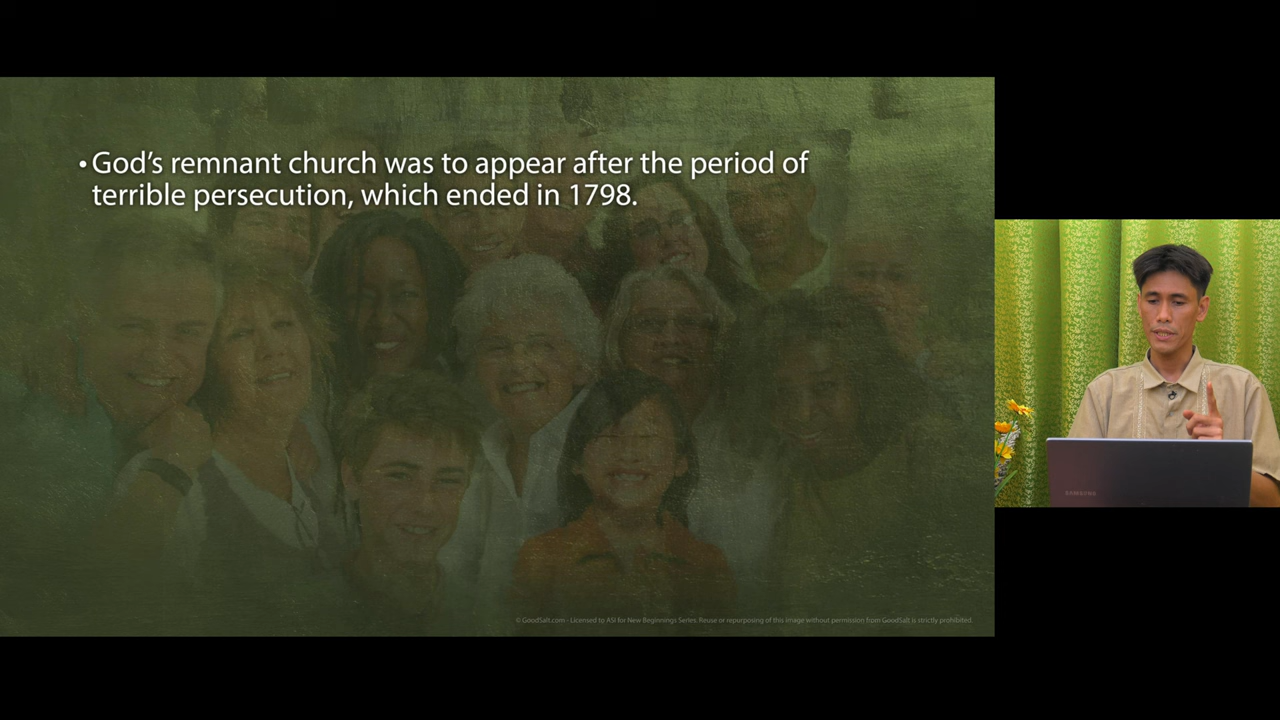 • God's remnant church was to appear after the period of
terrible persecution, which ended in 1798.
SAMSUNG
© GoodSalt.com - Licensed to ASI for New Beginnings Series. Reuse or repurposing of this image without permission from GoodSalt is strictly prohibited.